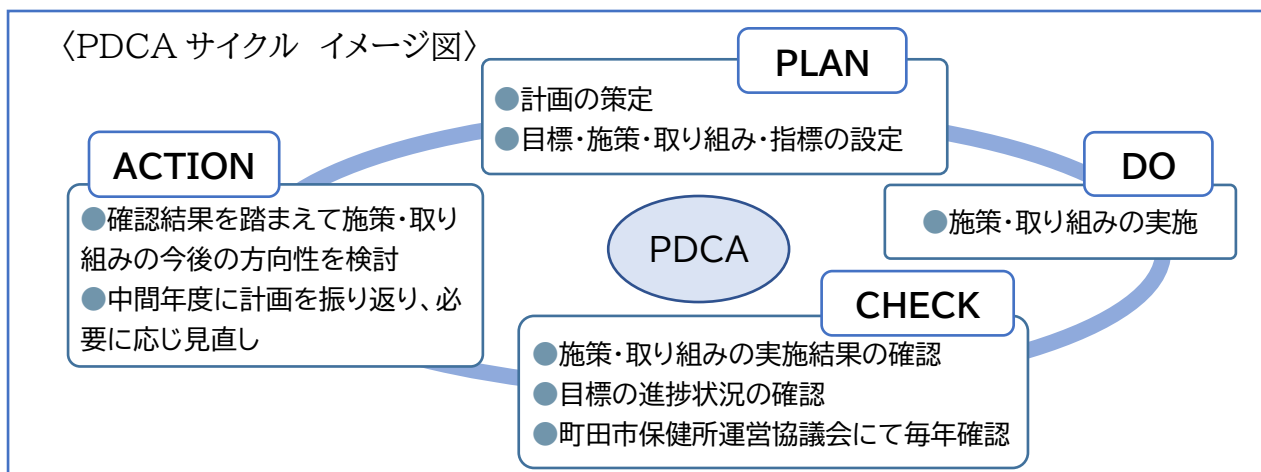 〈PDCA サイクル イメージ図〉
PLAN
●計画の策定
●目標・施策・取り組み・指標の設定
DO
●施策・取り組みの実施
CHECK
●施策・取り組みの実施結果の確認
●目標の進捗状況の確認
●町田市保健所運営協議会にて毎年確認
ACTION
●確認結果を踏まえて施策・取り
組みの今後の方向性を検討
●中間年度に計画を振り返り、必
要に応じ見直し
PDCA